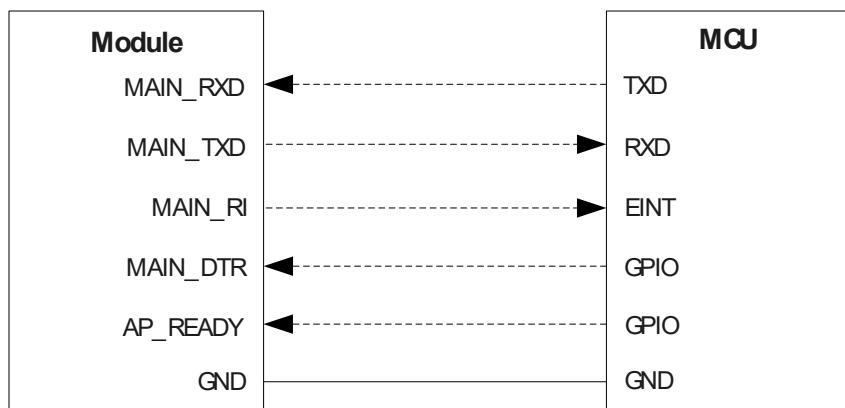 Module MCU
MAIN_RXD TXD
MAIN_TXD RXD
MAIN_RI EINT
MAIN_DTR GPIO
AP_READY GPIO
GND GND